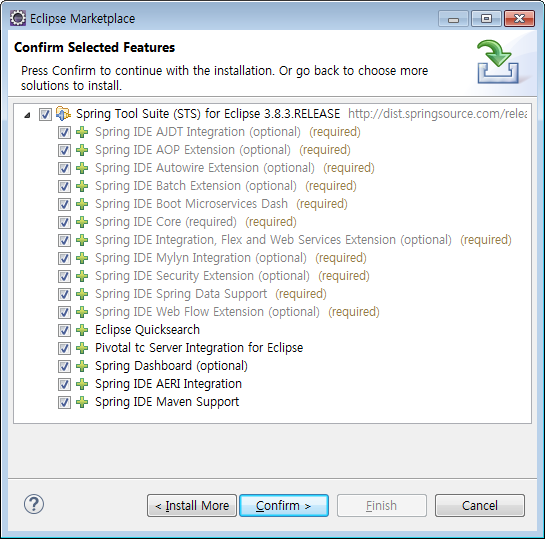 Eclipse Marketplace
Confirm Selected Features
Press Confirm to continue with the installation. Or go back to choose more
solutions to install.
Spring Tool Suite (STS) for Eclipse 3.8.3.RELEASE http://dist.springsource.com/relea
Spring IDE AJDT Integration (optional) (required)
Spring IDE AOP Extension (optional) (required)
Spring IDE Autowire Extension (optional) (required)
Spring IDE Batch Extension (optional) (required)
Spring IDE Boot Microservices Dash (required)
Spring IDE Core (required) (required)
Spring IDE Integration, Flex and Web Services Extension (optional) (required)
Spring IDE Mylyn Integration (optional) (required)
Spring IDE Security Extension (optional) (required)
Spring IDE Spring Data Support (required)
Spring IDE Web Flow Extension (optional) (required)
Eclipse Quicksearch
Pivotal tc Server Integration for Eclipse
Spring Dashboard (optional)
Spring IDE AERI Integration
Spring IDE Maven Support
? < Install More Confirm > Finish Cancel